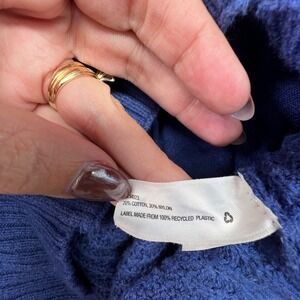 COTTON, 30% NYLON
LABEL MADE FROM 100% RECYCLED PLASTIC